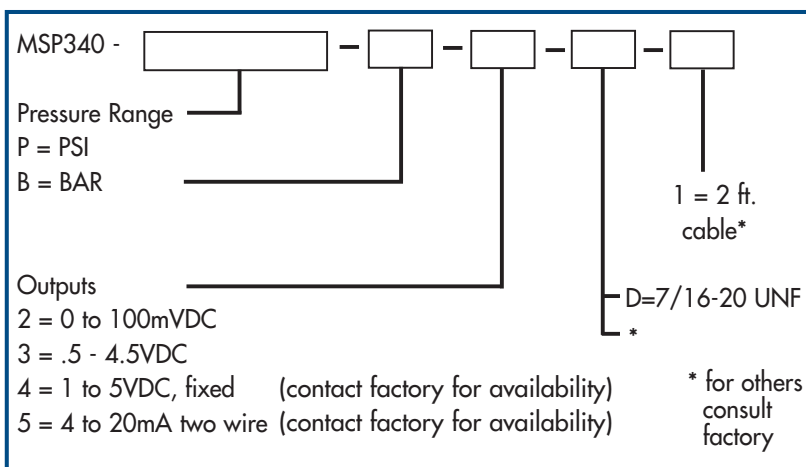 MSP340 -
Pressure Range
P = PSI
B = BAR
1 = 2 ft.
cable*
Outputs
2 = 0 to 100mVDC
3 = .5 - 4.5VDC
4 = 1 to 5VDC, fixed (contact factory for availability)
5 = 4 to 20mA two wire (contact factory for availability)
D=7/16-20 UNF
*
* for others
consult
factory